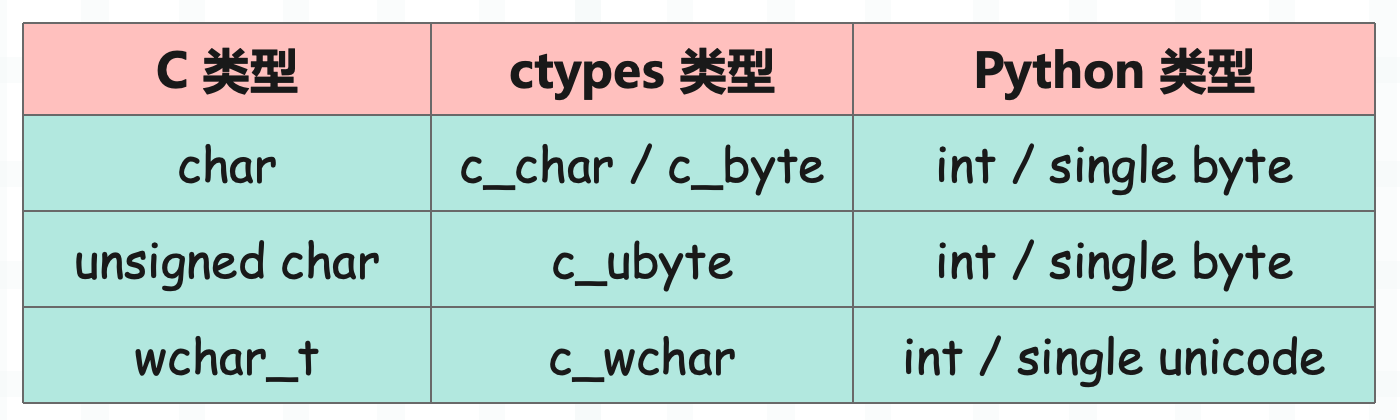 C 类型 ctypes 类型 Python 类型
char c_char / c_byte int / single byte
unsigned char c_ubyte int / single byte
wchar_t c_wchar int / single unicode